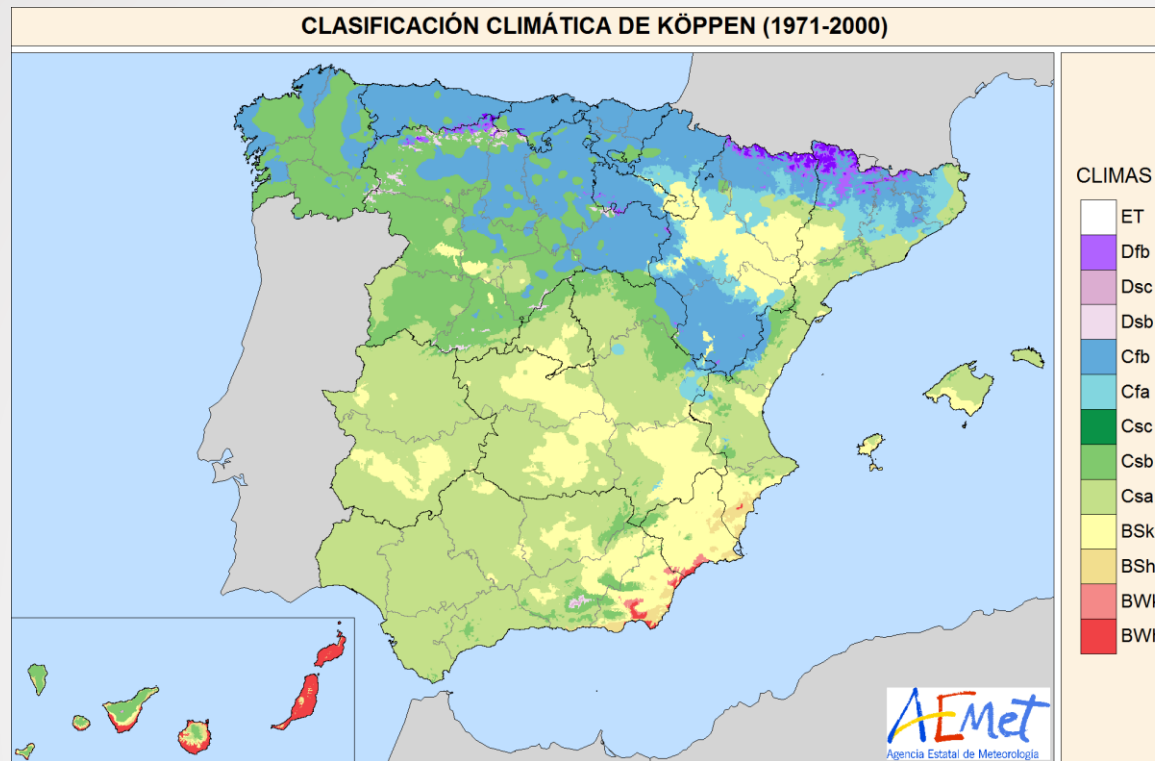 CLASIFICACIÓN CLIMÁTICA DE KÖPPEN (1971-2000)
CLIMAS
ET
Dfb
Dsc
Dsb
Cfb
Cfa
Csc
Csb
Csa
BSk
BSh
AEMet
Agencia Estatal de Meteorología